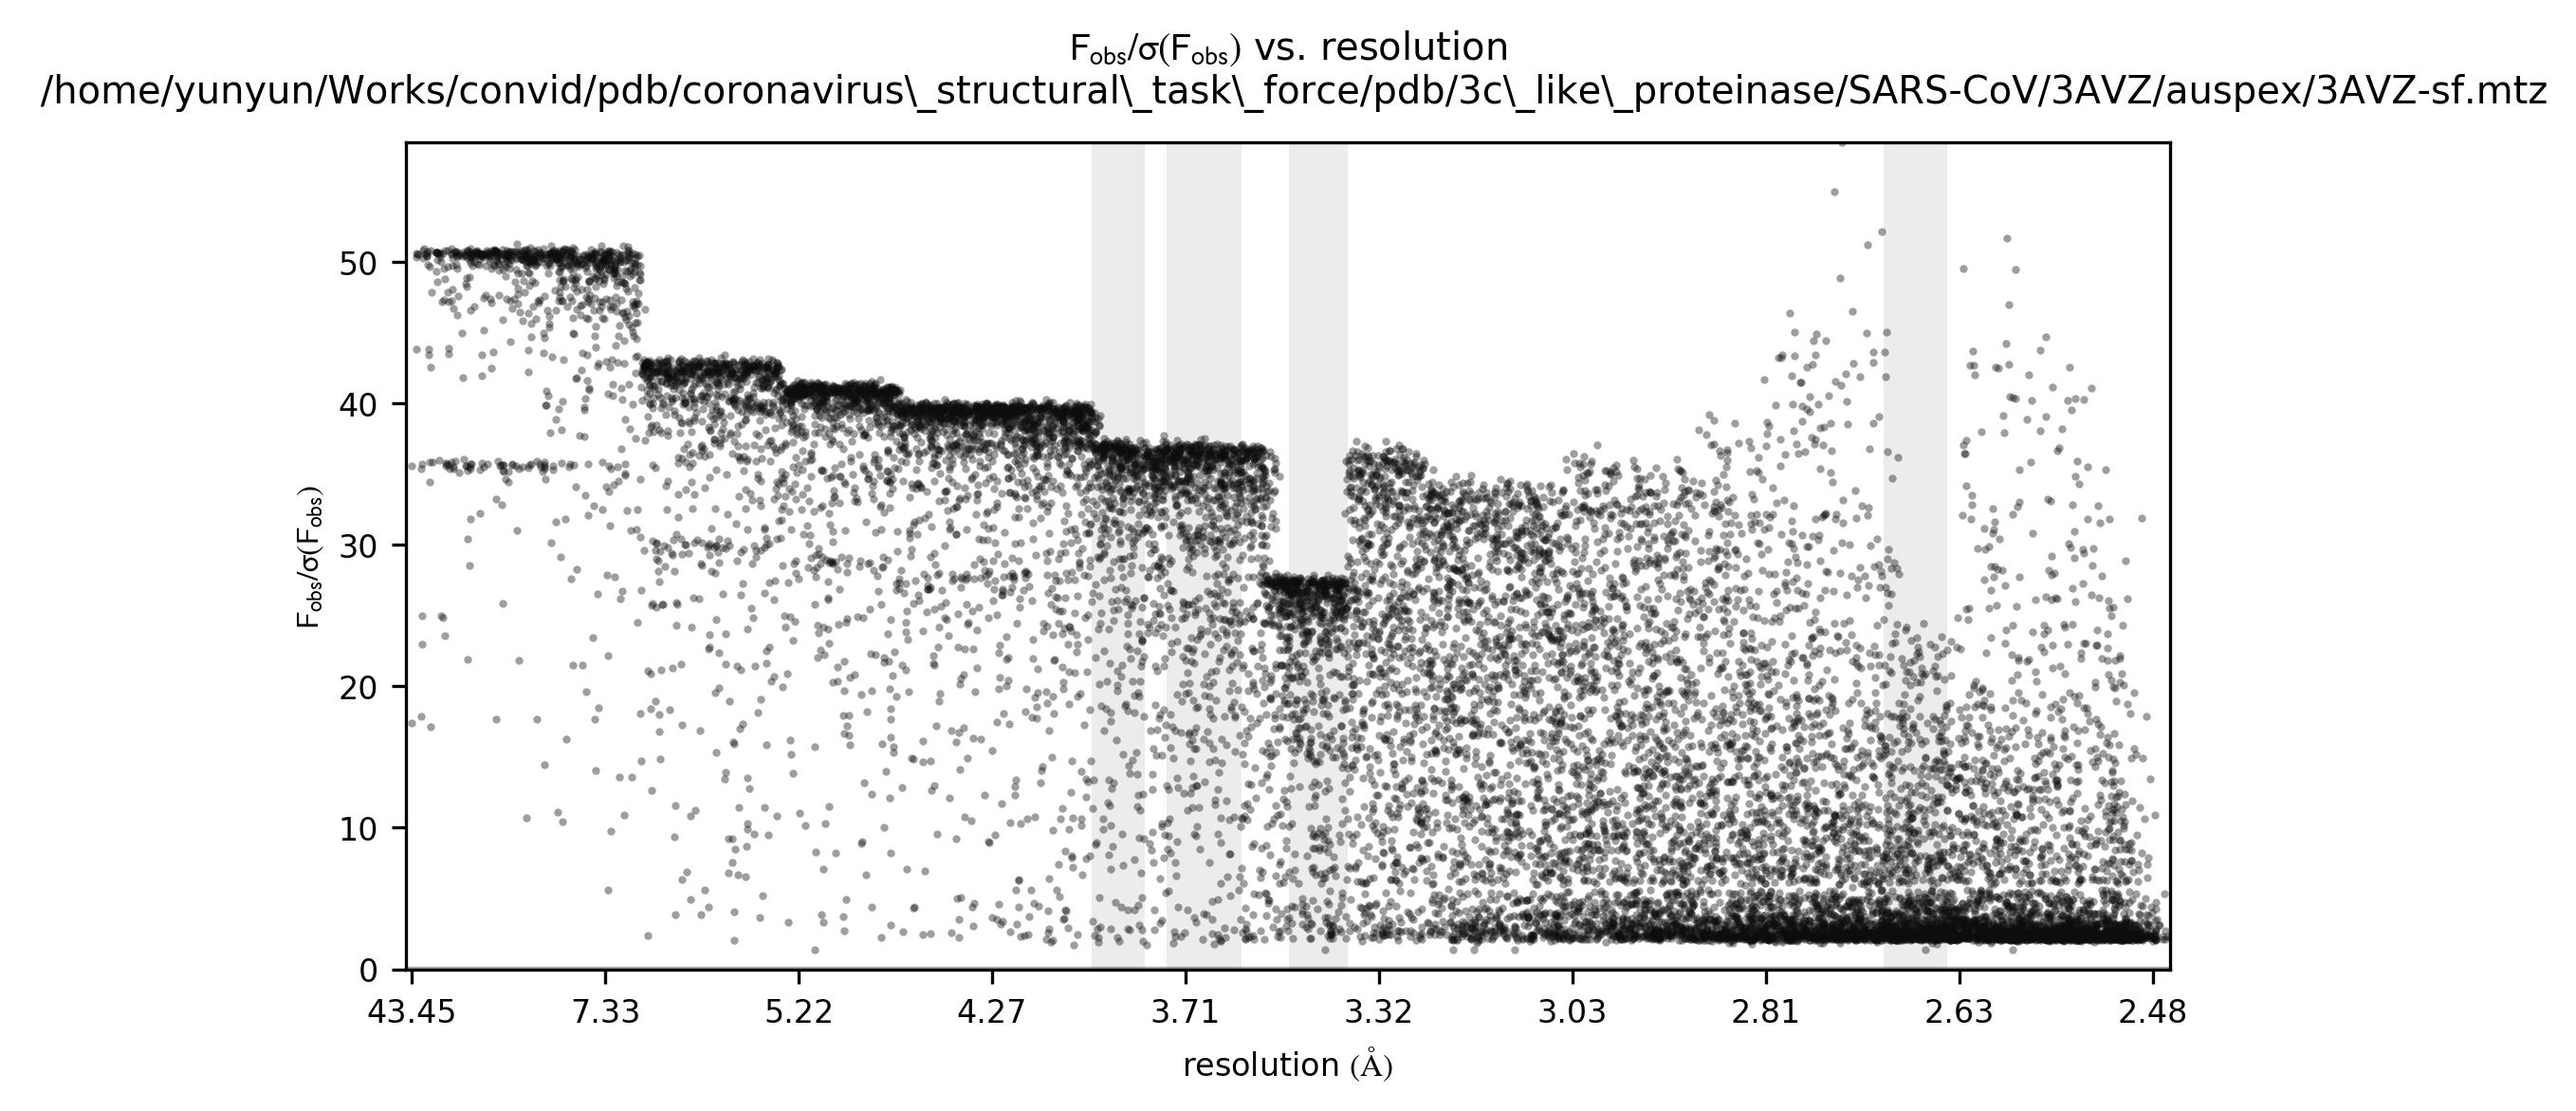 Fobs/σ(Fobs) vs. resolution
/home/yunyun/Works/convid/pdb/coronavirus\_structural\_task\_force/pdb/3c\_like\_proteinase/SARS-CoV/3AVZ/auspex/3AVZ-sf.mtz
Fobs/σ(Fobs)
50
40
30
20
10
0
43.45 7.33 5.22 4.27 3.71 3.32 3.03 2.81 2.63 2.48
resolution (Å)